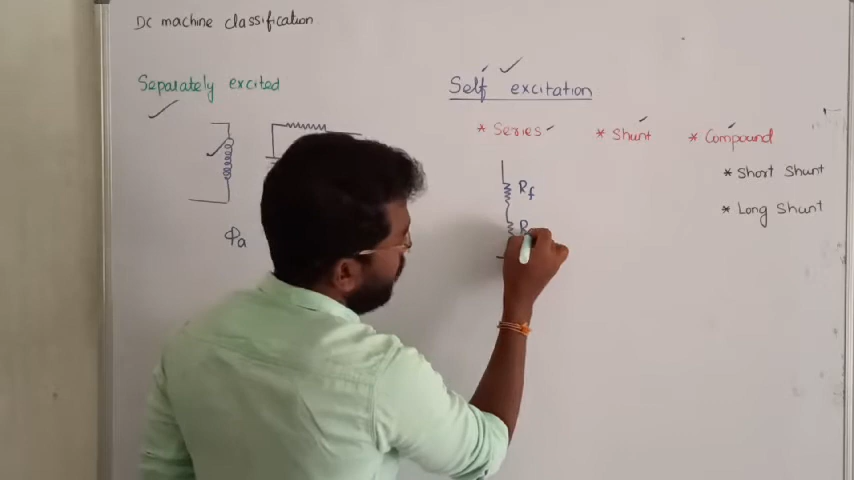 Dc machine classification
Separately excited
Self excitation
* Series
* Shunt
* Compound
* Short Shunt
* Long Shunt
Rf
R
Φa